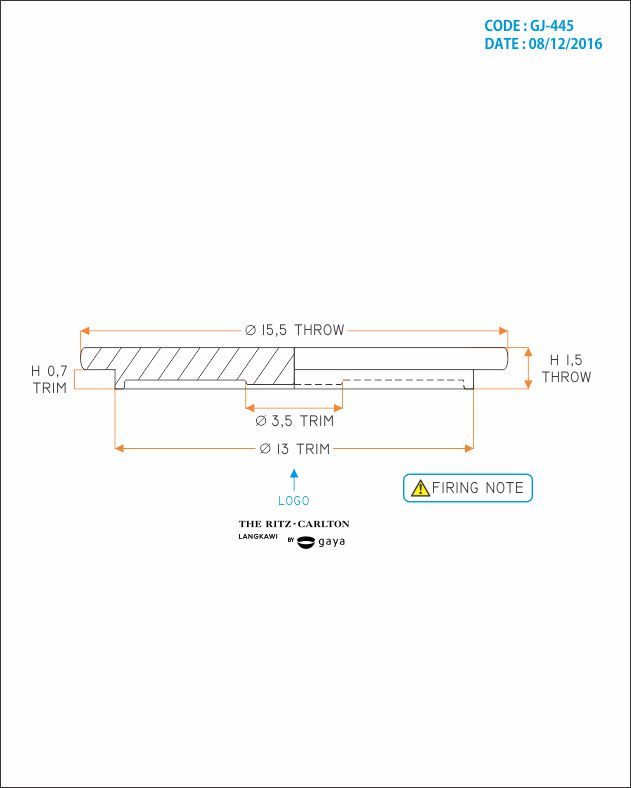 CODE : GJ-445
DATE : 08/12/2016
Ø 15,5 THROW
H 0,7
TRIM
H 1,5
THROW
Ø 3,5 TRIM
Ø 13 TRIM
LOGO
FIRING NOTE
THE RITZ-CARLTON
LANGKAWI
BY gaya